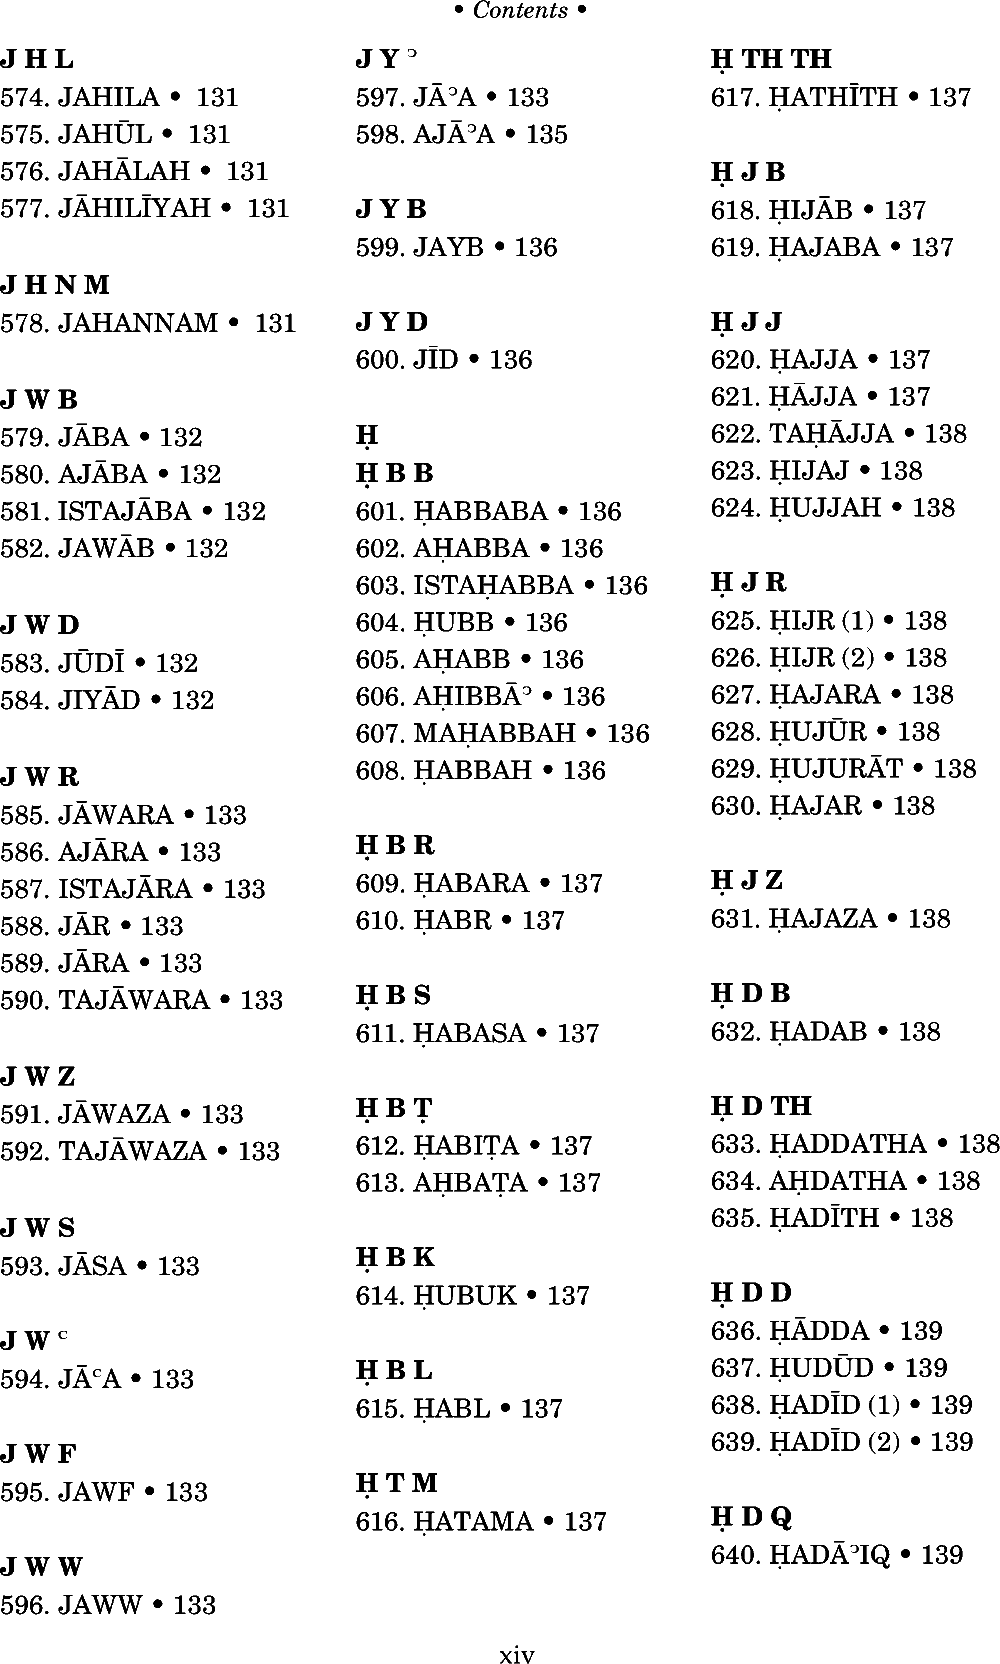 • Contents •
J H L
574. JAHILA • 131
575. JAHŪL • 131
576. JAHĀLAH • 131
577. JĀHILĪYAH • 131
J H N M
578. JAHANNAM • 131
J W B
579. JĀBA • 132
580. AJĀBA • 132
581. ISTAJĀBA • 132
582. JAWĀB • 132
J W D
583. JŪDĪ • 132
584. JIYĀD • 132
J W R
585. JĀWARA • 133
586. AJĀRA • 133
587. ISTAJĀRA • 133
588. JĀR • 133
589. JĀRA • 133
590. TAJĀWARA • 133
J W Z
591. JĀWAZA • 133
592. TAJĀWAZA • 133
J W S
593. JĀSA • 133
J W ᶜ
594. JĀᶜA • 133
J W F
595. JAWF • 133
J W W
596. JAWW • 133
J Y ᵓ
597. JĀᵓA • 133
598. AJĀᵓA • 135
J Y B
599. JAYB • 136
J Y D
600. JĪD • 136
Ḥ
Ḥ B B
601. ḤABBABA • 136
602. AḤABBA • 136
603. ISTAḤABBA • 136
604. ḤUBB • 136
605. AḤABB • 136
606. AḤIBBĀᵓ • 136
607. MAḤABBAH • 136
608. ḤABBAH • 136
Ḥ B R
609. ḤABARA • 137
610. ḤABR • 137
Ḥ B S
611. ḤABASA • 137
Ḥ B Ṭ
612. ḤABIṬA • 137
613. AḤBAṬA • 137
Ḥ B K
614. ḤUBUK • 137
Ḥ B L
615. ḤABL • 137
Ḥ T M
616. ḤATAMA • 137
Ḥ TH TH
617. ḤATHĪTH • 137
Ḥ J B
618. ḤIJĀB • 137
619. ḤAJABA • 137
Ḥ J J
620. ḤAJJA • 137
621. ḤĀJJA • 137
622. TAḤĀJJA • 138
623. ḤIJAJ • 138
624. ḤUJJAH • 138
Ḥ J R
625. ḤIJR (1) • 138
626. ḤIJR (2) • 138
627. ḤAJARA • 138
628. ḤUJŪR • 138
629. ḤUJURĀT • 138
630. ḤAJAR • 138
Ḥ J Z
631. ḤAJAZA • 138
Ḥ D B
632. ḤADAB • 138
Ḥ D TH
633. ḤADDATHA • 138
634. AḤDATHA • 138
635. ḤADĪTH • 138
Ḥ D D
636. ḤĀDDA • 139
637. ḤUDŪD • 139
638. ḤADĪD (1) • 139
639. ḤADĪD (2) • 139
Ḥ D Q
640. ḤADĀᵓIQ • 139
xiv